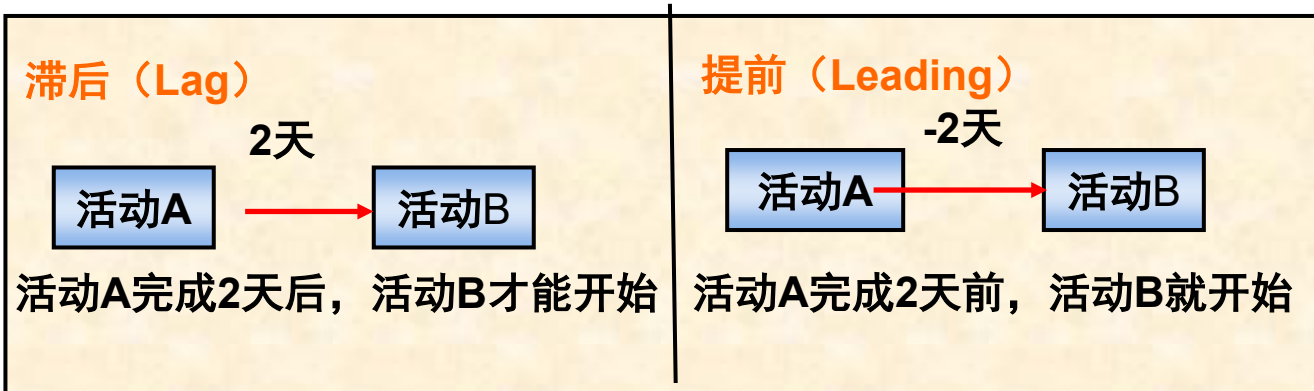 滞后（Lag）
2天
活动A
活动B
活动A完成2天后，活动B才能开始
提前（Leading）
-2天
活动A
活动B
活动A完成2天前，活动B就开始